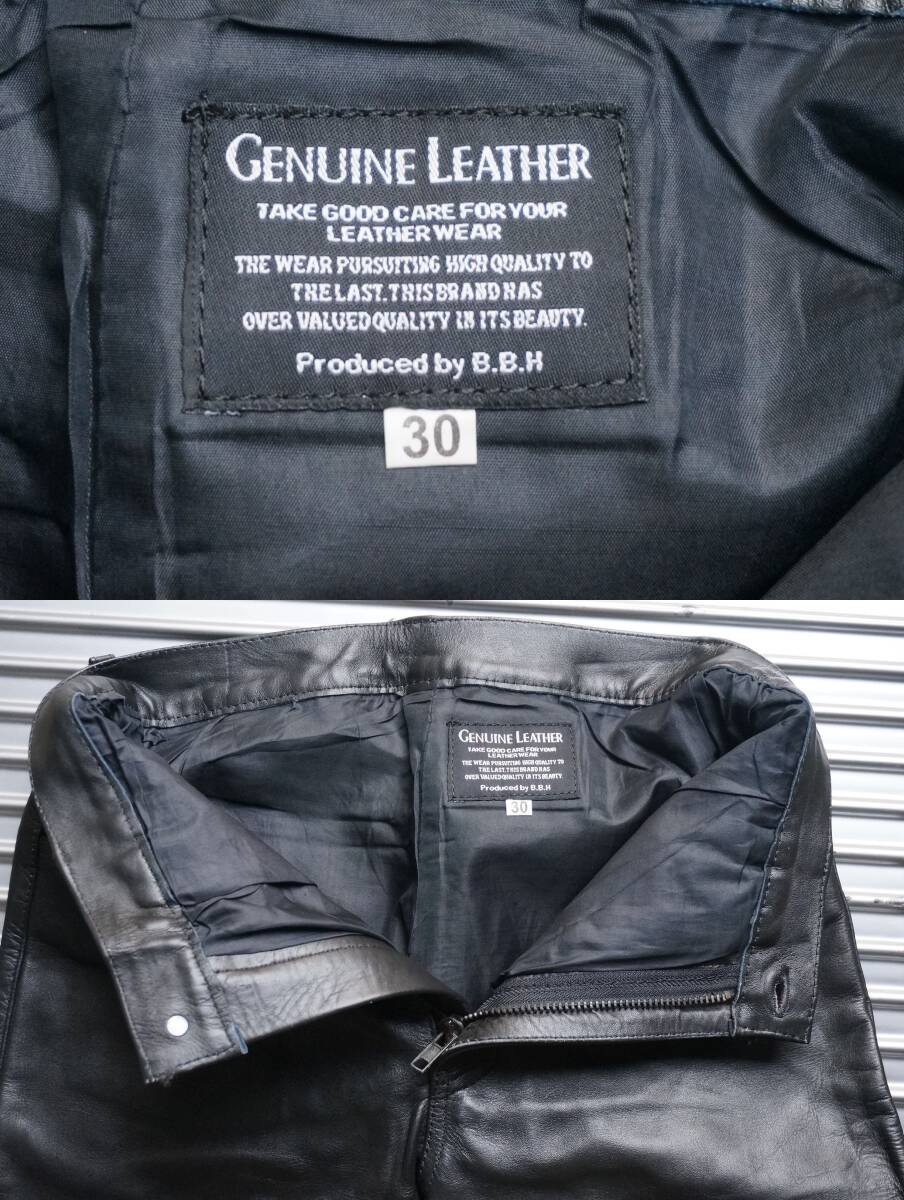 GENUINE LEATHER
TAKE GOOD CARE FOR YOUR
LEATHER WEAR
THE WEAR PURSUITING HIGH QUALITY TO
THE LAST. THIS BRAND HAS
OVER VALUED QUALITY IN ITS BEAUTY.
Produced by B.B.H
30
GENUINE LEATHER
TAKE GOOD CARE FOR YOUR
LEATHER WEAR
THE WEAR PURSUITING HIGH QUALITY TO
THE LAST. THIS BRAND HAS
OVER VALUED QUALITY IN ITS BEAUTY.
Produced by B.B.H
30